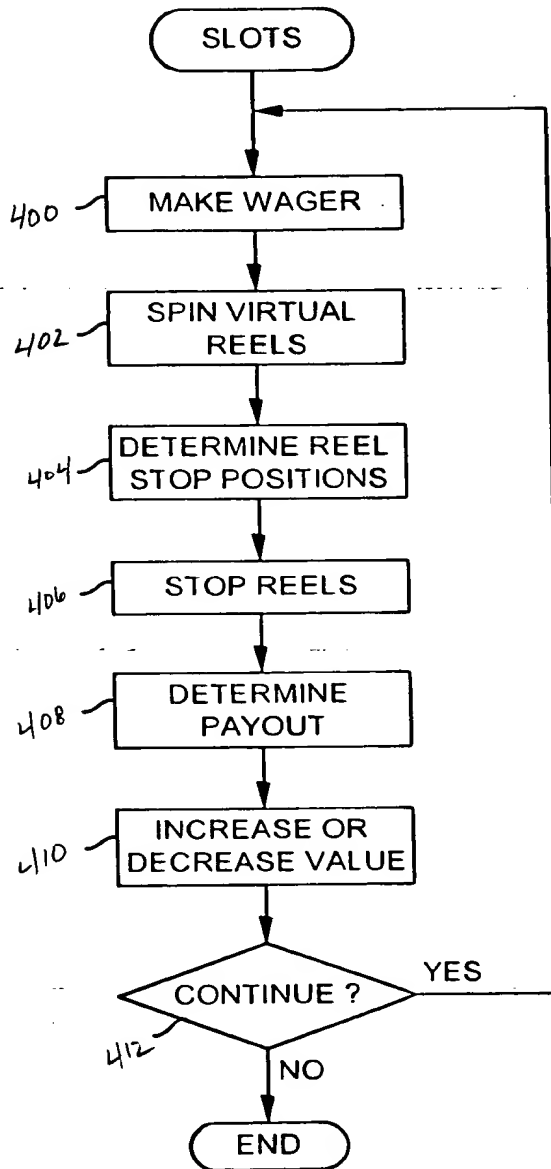 SLOTS
400
MAKE WAGER
402
SPIN VIRTUAL
REELS
404
DETERMINE REEL
STOP POSITIONS
406
STOP REELS
408
DETERMINE
PAYOUT
410
INCREASE OR
DECREASE VALUE
CONTINUE ?
YES
412
NO
END